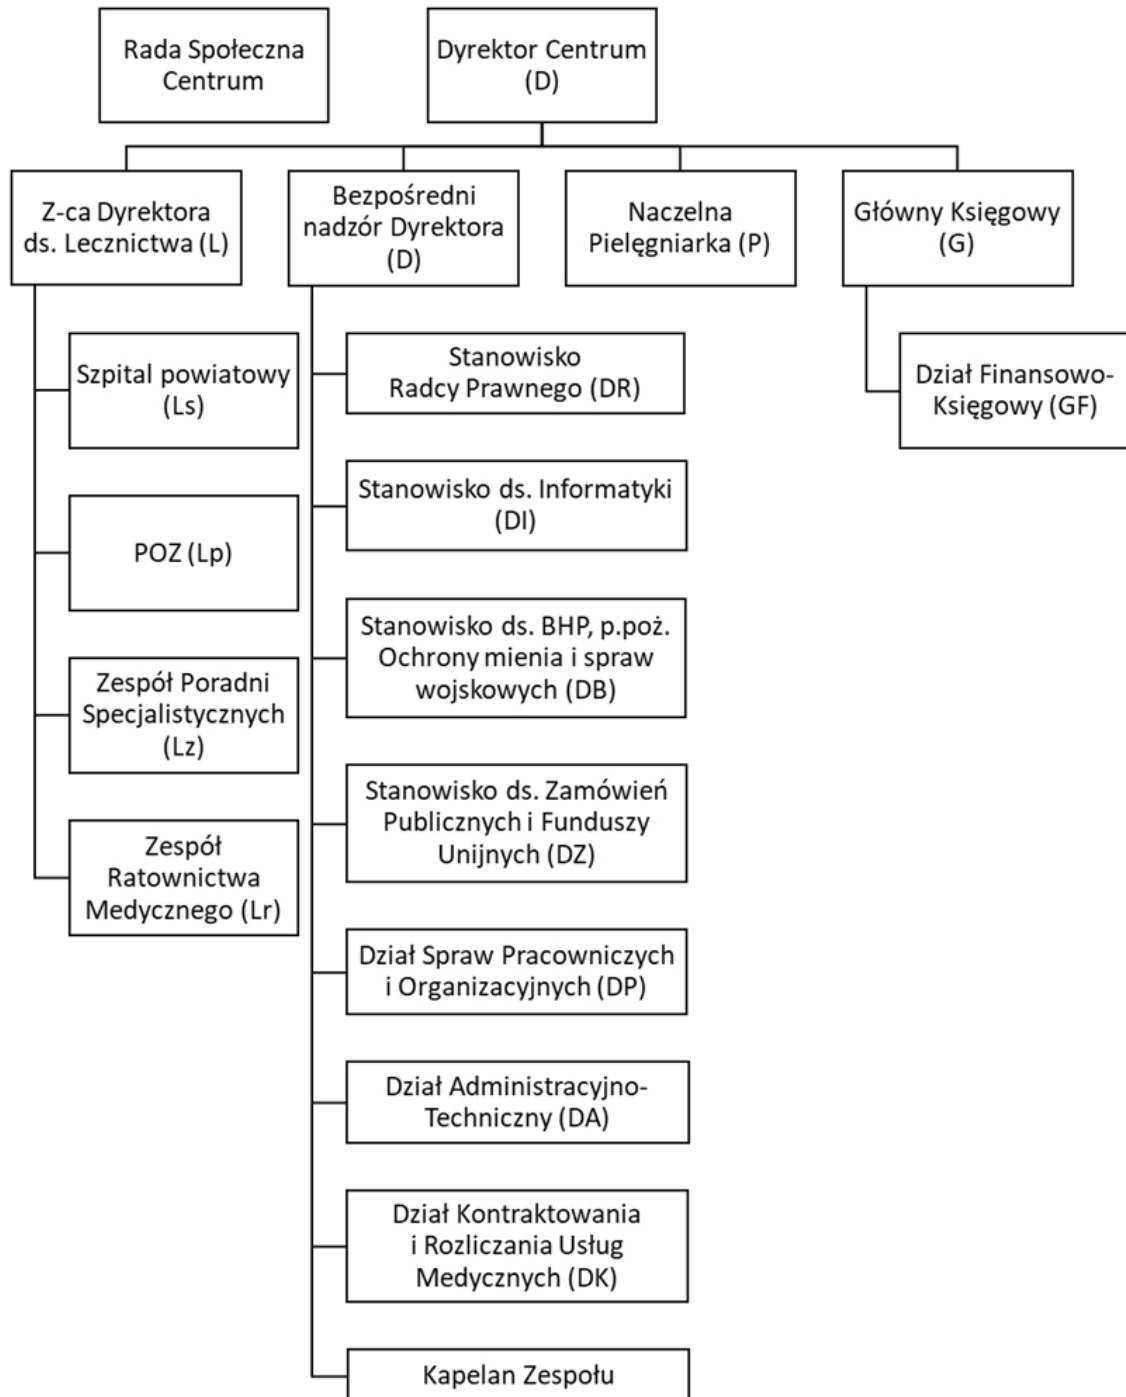 Rada Społeczna
Centrum
Dyrektor Centrum
(D)
Z-ca Dyrektora
ds. Lecznictwa (L)
Bezpośredni
nadzór Dyrektora
(D)
Naczelna
Pielęgniarka (P)
Główny Księgowy
(G)
Szpital powiatowy
(Ls)
POZ (Lp)
Zespół Poradni
Specjalistycznych
(Lz)
Zespół
Ratownictwa
Medycznego (Lr)
Stanowisko
Radcy Prawnego (DR)
Stanowisko ds. Informatyki
(DI)
Stanowisko ds. BHP, p.poż.
Ochrony mienia i spraw
wojskowych (DB)
Stanowisko ds. Zamówień
Publicznych i Funduszy
Unijnych (DZ)
Dział Spraw Pracowniczych
i Organizacyjnych (DP)
Dział Administracyjno-
Techniczny (DA)
Dział Kontraktowania
i Rozliczania Usług
Medycznych (DK)
Kapelan Zespołu
Dział Finansowo-
Księgowy (GF)